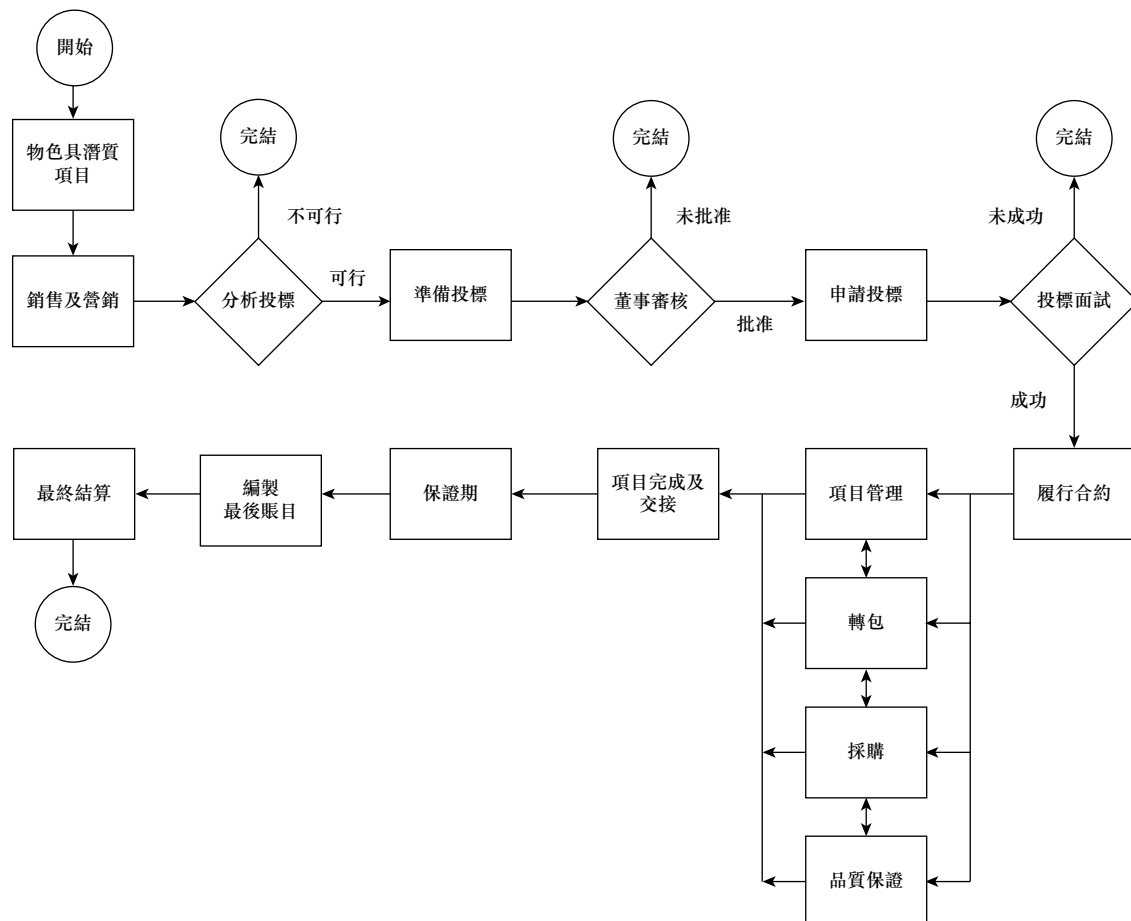 開始
物色具潛質
項目
銷售及營銷
完結
不可行
分析投標
可行
準備投標
完結
未批准
董事審核
批准
申請投標
完結
未成功
投標面試
成功
履行合約
項目管理
轉包
採購
品質保證
項目完成及
交接
保證期
編製
最後賬目
最終結算
完結